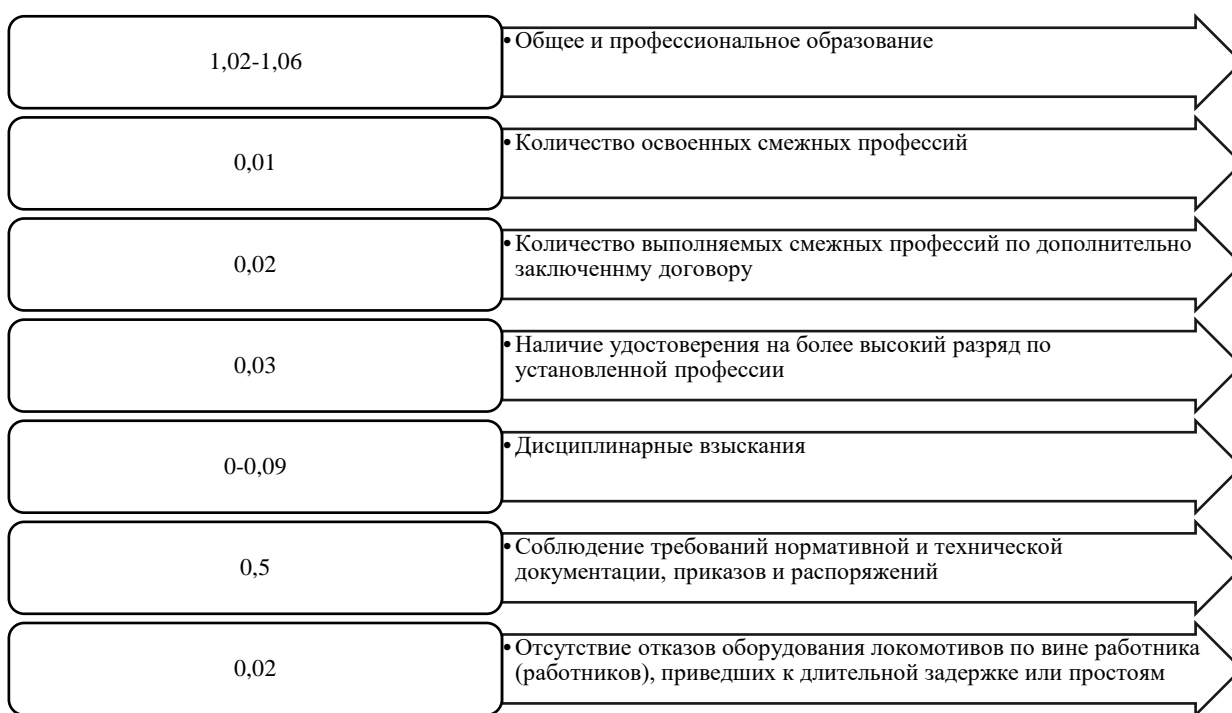 1,02-1,06
• Общее и профессиональное образование
0,01
• Количество освоенных смежных профессий
0,02
• Количество выполняемых смежных профессий по дополнительно
заключеннму договору
0,03
• Наличие удостоверения на более высокий разряд по
установленной профессии
0-0,09
• Дисциплинарные взыскания
0,5
• Соблюдение требований нормативной и технической
документации, приказов и распоряжений
0,02
• Отсутствие отказов оборудования локомотивов по вине работника
(работников), приведших к длительной задержке или простоям